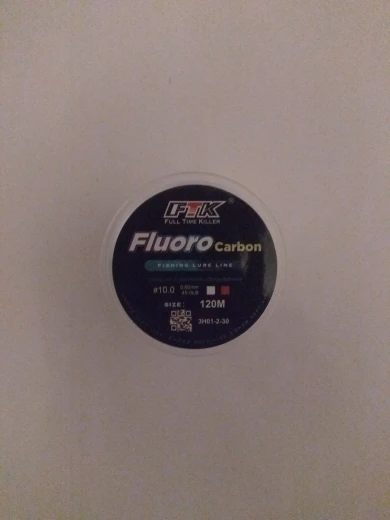 FTK®
FULL TIME KILLER
Fluoro Carbon
FISHING LURE LINE
#10.0
SIZE: 120M
3H01-2-30